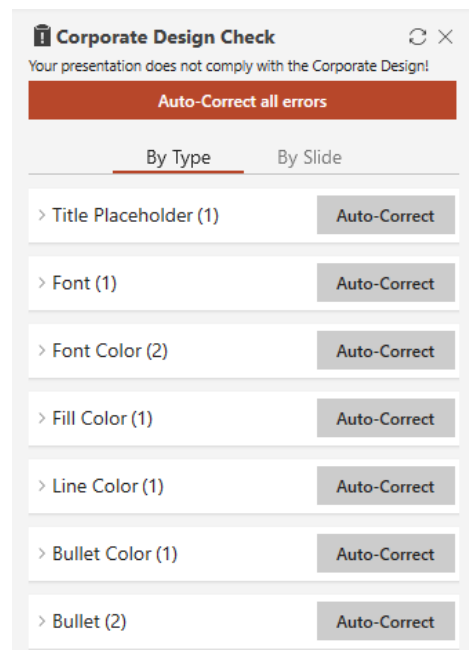 Corporate Design Check
Your presentation does not comply with the Corporate Design!
Auto-Correct all errors
By Type By Slide
Title Placeholder (1) Auto-Correct
Font (1) Auto-Correct
Font Color (2) Auto-Correct
Fill Color (1) Auto-Correct
Line Color (1) Auto-Correct
Bullet Color (1) Auto-Correct
Bullet (2) Auto-Correct